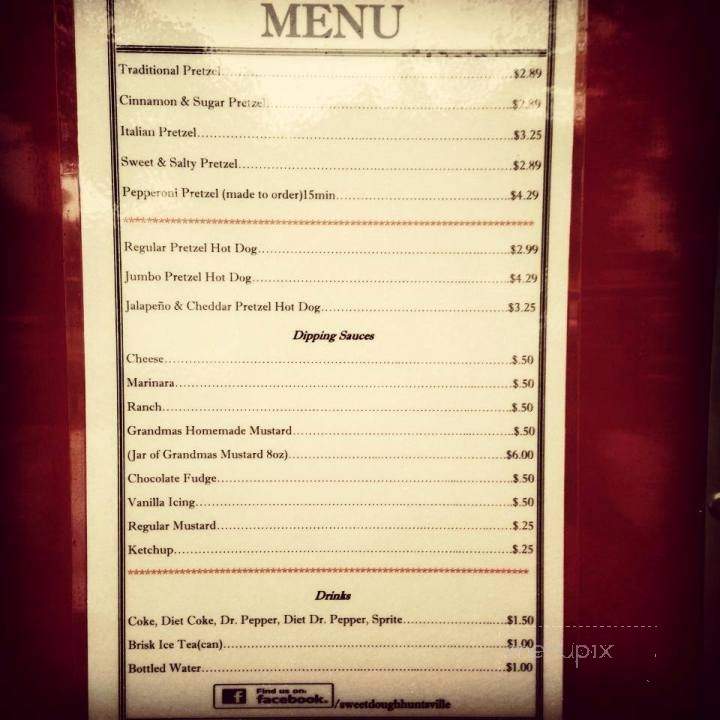 MENU
Traditional Pretzel..........$2.89
Cinnamon & Sugar Pretzel..........$2.89
Italian Pretzel..........$3.25
Sweet & Salty Pretzel..........$2.89
Pepperoni Pretzel (made to order)15min..........$4.29
Regular Pretzel Hot Dog..........$2.99
Jumbo Pretzel Hot Dog..........$4.29
Jalapeño & Cheddar Pretzel Hot Dog..........$3.25
Dipping Sauces
Cheese..........$.50
Marinara..........$.50
Ranch..........$.50
Grandmas Homemade Mustard..........$.50
(Jar of Grandmas Mustard 8oz)..........$6.00
Chocolate Fudge..........$.50
Vanilla Icing..........$.50
Regular Mustard..........$.25
Ketchup..........$.25
Drinks
Coke, Diet Coke, Dr. Pepper, Diet Dr. Pepper, Sprite..........$1.50
Brisk Ice Tea(can)..........$1.00
menupix
Bottled Water..........$1.00
f Find us on: facebook. /sweetdoughhuntsville